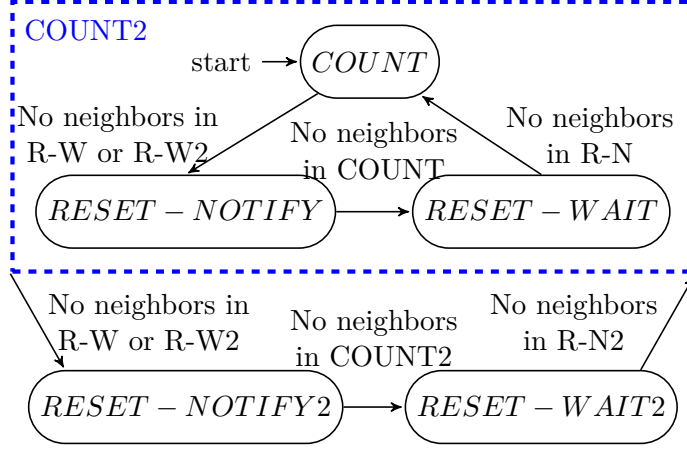 COUNT2
start
COUNT
No neighbors in
R-W or R-W2
No neighbors
in COUNT
No neighbors
in R-N
RESET − NOTIFY
RESET − WAIT
No neighbors in
R-W or R-W2
No neighbors
in COUNT2
No neighbors
in R-N2
RESET − NOTIFY2
RESET − WAIT2